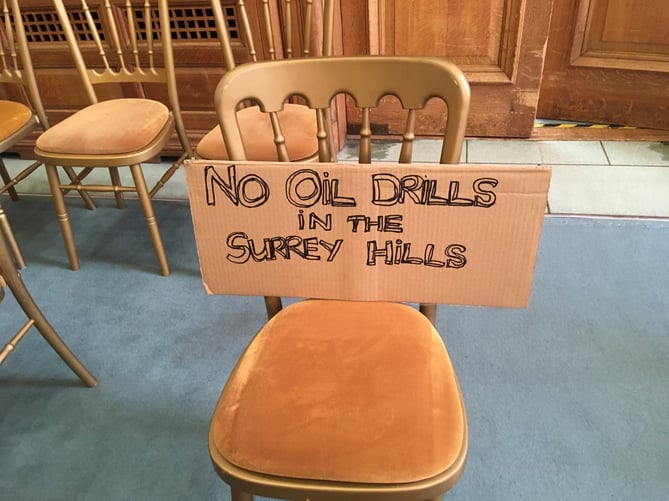 NO OiL DRiLLS
iN THE
SURREY HiLLS